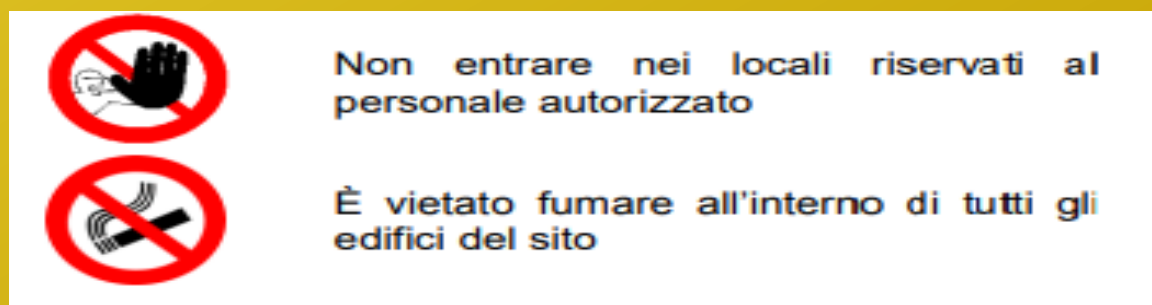 Non entrare nei locali riservati al
personale autorizzato
È vietato fumare all'interno di tutti gli
edifici del sito